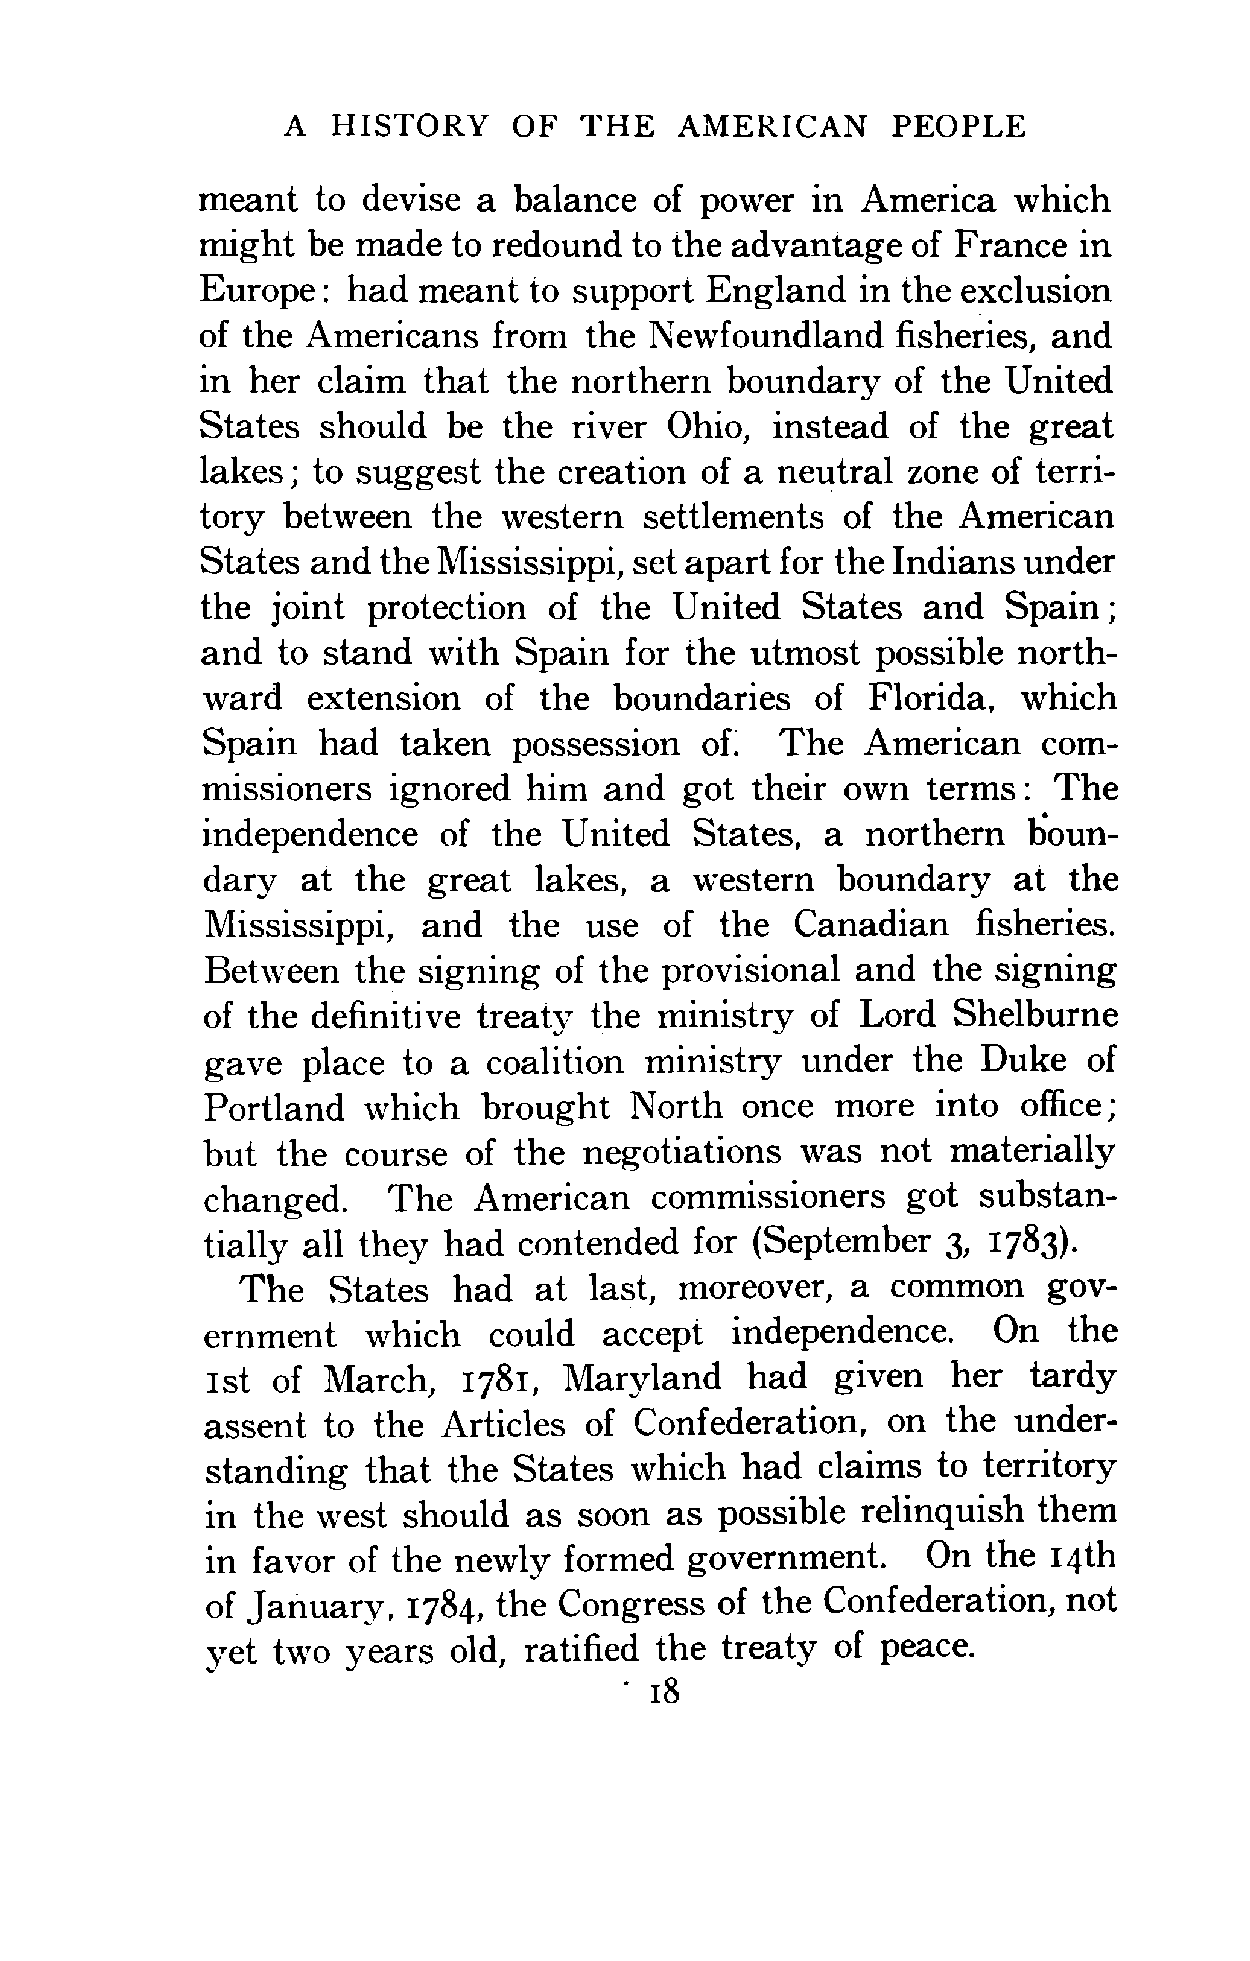 A HISTORY OF THE AMERICAN PEOPLE
meant to devise a balance of power in America which
might be made to redound to the advantage of France in
Europe: had meant to support England in the exclusion
of the Americans from the Newfoundland fisheries, and
in her claim that the northern boundary of the United
States should be the river Ohio, instead of the great
lakes; to suggest the creation of a neutral zone of terri-
tory between the western settlements of the American
States and the Mississippi, set apart for the Indians under
the joint protection of the United States and Spain;
and to stand with Spain for the utmost possible north-
ward extension of the boundaries of Florida, which
Spain had taken possession of. The American com-
missioners ignored him and got their own terms: The
independence of the United States, a northern boun-
dary at the great lakes, a western boundary at the
Mississippi, and the use of the Canadian fisheries.
Between the signing of the provisional and the signing
of the definitive treaty the ministry of Lord Shelburne
gave place to a coalition ministry under the Duke of
Portland which brought North once more into office;
but the course of the negotiations was not materially
changed. The American commissioners got substan-
tially all they had contended for (September 3, 1783).
The States had at last, moreover, a common gov-
ernment which could accept independence. On the
1st of March, 1781, Maryland had given her tardy
assent to the Articles of Confederation, on the under-
standing that the States which had claims to territory
in the west should as soon as possible relinquish them
in favor of the newly formed government. On the 14th
of January, 1784, the Congress of the Confederation, not
yet two years old, ratified the treaty of peace.
18